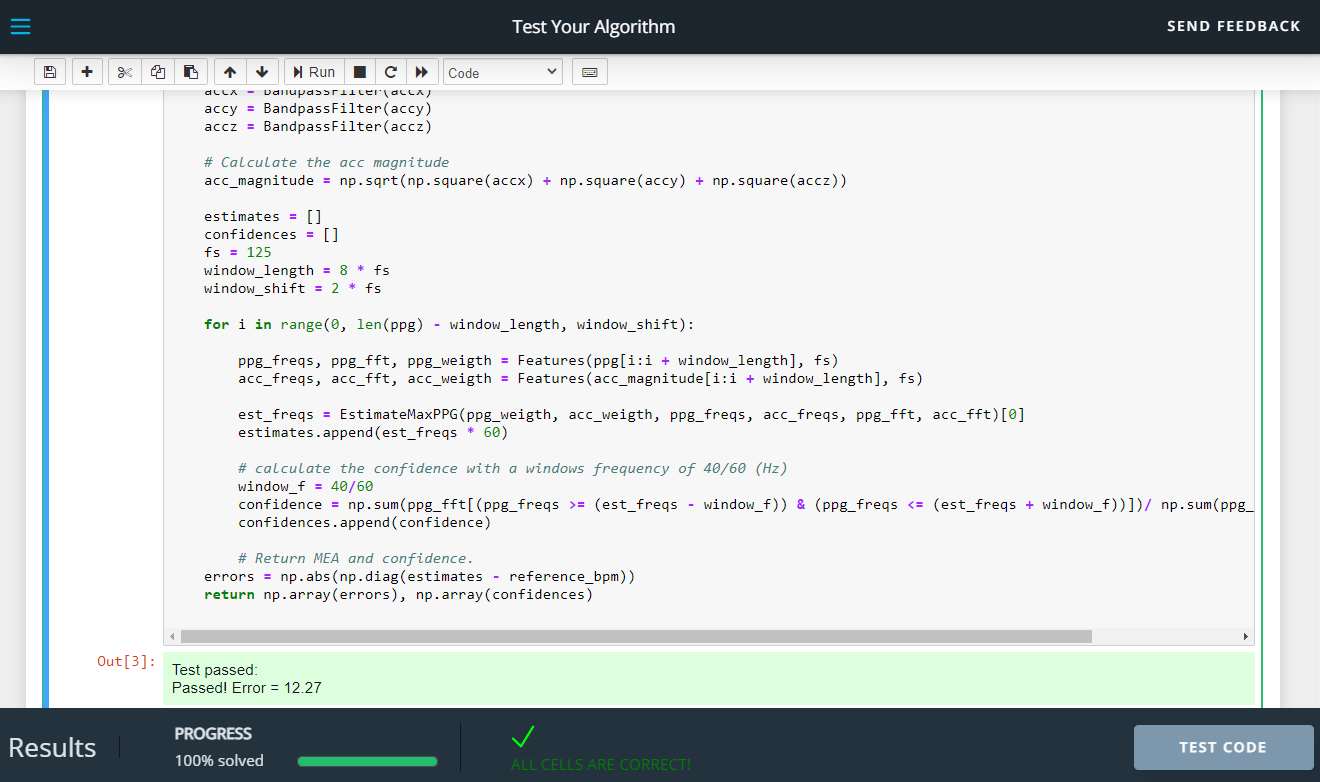 Test Your Algorithm
SEND FEEDBACK
Run
Code
accx = BandpassFilter(accx)
accy = BandpassFilter(accy)
accz = BandpassFilter(accz)
# Calculate the acc magnitude
acc_magnitude = np.sqrt(np.square(accx) + np.square(accy) + np.square(accz))
estimates = []
confidences = []
fs = 125
window_length = 8 * fs
window_shift = 2 * fs
for i in range(0, len(ppg) - window_length, window_shift):
ppg_freqs, ppg_fft, ppg_weigth = Features(ppg[i:i + window_length], fs)
acc_freqs, acc_fft, acc_weigth = Features(acc_magnitude[i:i + window_length], fs)
est_freqs = EstimateMaxPPG(ppg_weigth, acc_weigth, ppg_freqs, acc_freqs, ppg_fft, acc_fft)[0]
estimates.append(est_freqs * 60)
# calculate the confidence with a windows frequency of 40/60 (Hz)
window_f = 40/60
confidence = np.sum(ppg_fft[(ppg_freqs >= (est_freqs - window_f)) & (ppg_freqs <= (est_freqs + window_f))])/ np.sum(ppg_
confidences.append(confidence)
# Return MEA and confidence.
errors = np.abs(np.diag(estimates - reference_bpm))
return np.array(errors), np.array(confidences)
Out[3]:
Test passed:
Passed! Error = 12.27
Results
PROGRESS
100% solved
ALL CELLS ARE CORRECT!
TEST CODE